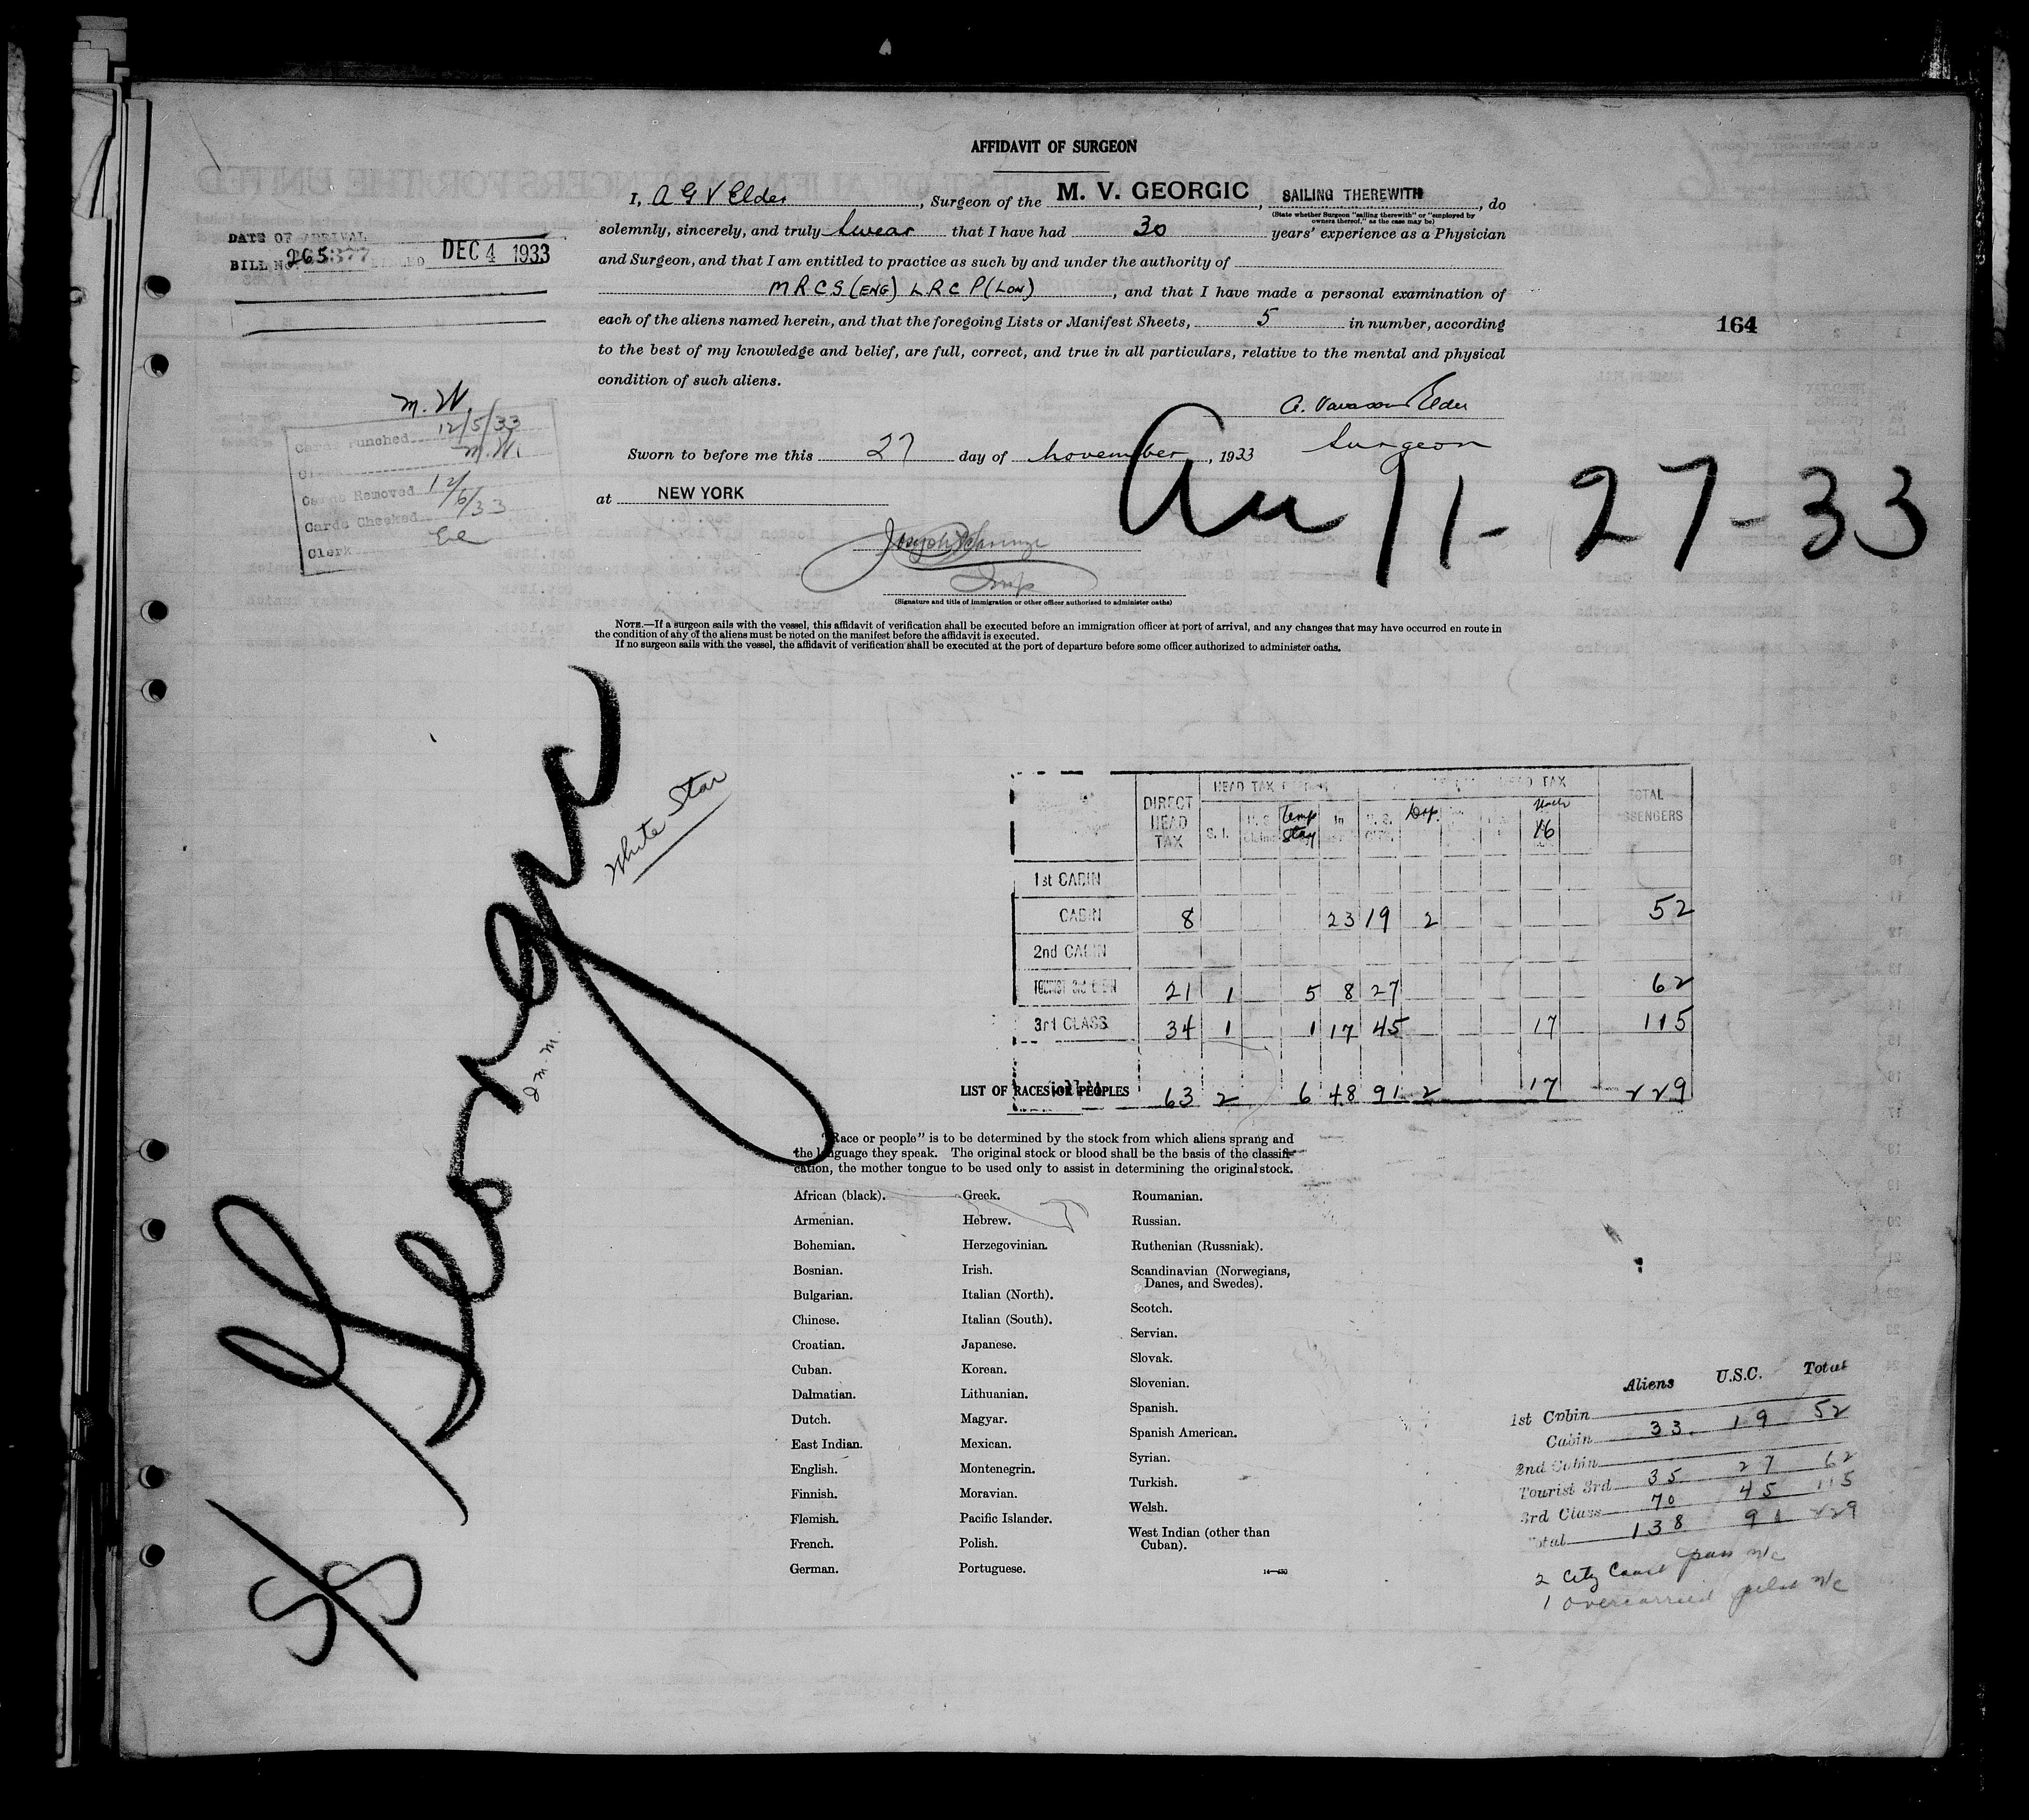 AFFIDAVIT OF SURGEON
I, A G V Elder, Surgeon of the M. V. GEORGIC, SAILING THEREWITH, do
(State whether Surgeon "sailing therewith" or "employed by owners thereof," as the case may be)
solemnly, sincerely, and truly Swear that I have had 30 years' experience as a Physician
and Surgeon, and that I am entitled to practice as such by and under the authority of
MRCS (ENG) LRCP (LON), and that I have made a personal examination of
each of the aliens named herein, and that the foregoing Lists or Manifest Sheets, 5 in number, according
to the best of my knowledge and belief, are full, correct, and true in all particulars, relative to the mental and physical
condition of such aliens.
Elder
Surgeon
Sworn to before me this 27 day of November, 1933
at NEW YORK
(Signature and title of immigration or other officer authorized to administer oaths)
NOTE.—If a surgeon sails with the vessel, this affidavit of verification shall be executed before an immigration officer at port of arrival, and any changes that may have occurred en route in
the condition of any of the aliens must be noted on the manifest before the affidavit is executed.
If no surgeon sails with the vessel, the affidavit of verification shall be executed at the port of departure before some officer authorized to administer oaths.
DATE OF ARRIVAL
BILL NO. 265377 DEC 4 1933
164
M. W
Cards Punched 12/5/33
M. W.
Cards Removed 12/6/33
Cards Checked
Clerk
11-27-33
SS Georgic
White Star
DIRECT HEAD TAX
HEAD TAX
HEAD TAX
TOTAL
S. I. Temp Stay In Dip. 16
1st CABIN
CABIN 8 23 19 2 52
2nd CABIN
TOURIST 3rd CABIN 21 1 5 8 27 62
3rd CLASS 34 1 1 17 45 17 115
63 2 6 48 91 2 17 229
LIST OF RACES OR PEOPLES
"Race or people" is to be determined by the stock from which aliens sprang and
the language they speak. The original stock or blood shall be the basis of the classifi-
cation, the mother tongue to be used only to assist in determining the original stock.
African (black).
Armenian.
Bohemian.
Bosnian.
Bulgarian.
Chinese.
Croatian.
Cuban.
Dalmatian.
Dutch.
East Indian.
English.
Finnish.
Flemish.
French.
German.
Greek.
Hebrew.
Herzegovinian.
Irish.
Italian (North).
Italian (South).
Japanese.
Korean.
Lithuanian.
Magyar.
Mexican.
Montenegrin.
Moravian.
Pacific Islander.
Polish.
Portuguese.
Roumanian.
Russian.
Ruthenian (Russniak).
Scandinavian (Norwegians,
Danes, and Swedes).
Scotch.
Servian.
Slovak.
Slovenian.
Spanish.
Spanish American.
Syrian.
Turkish.
Welsh.
West Indian (other than
Cuban).
Aliens U.S.C. Total
1st Cabin
Cabin 33 19 52
2nd Cabin
Tourist 3rd 35 27 62
3rd Class 70 45 115
Total 138 91 229
2 City Court pass n/c
1 overcarried pilot n/c